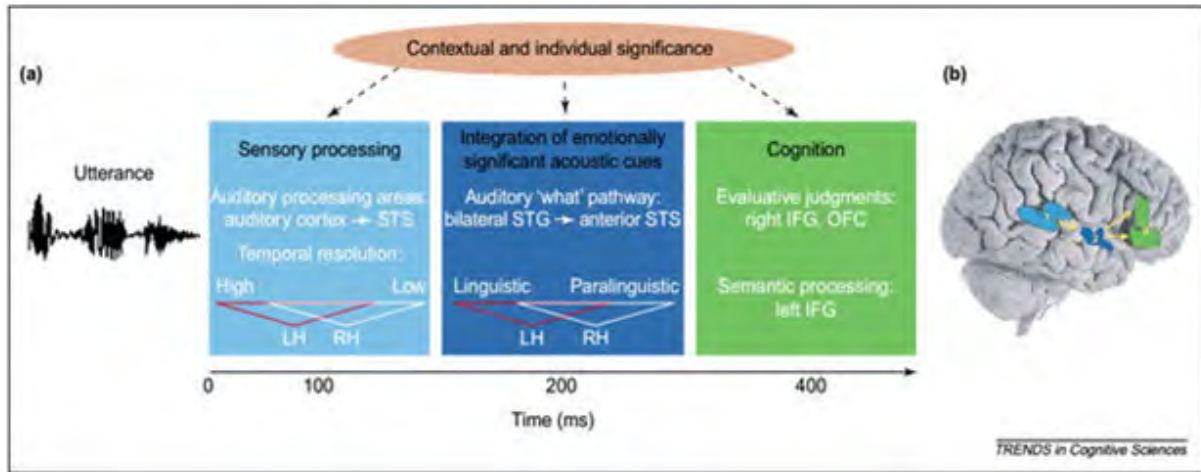 Contextual and individual significance
(a)
(b)
Utterance
Sensory processing
Auditory processing areas:
auditory cortex → STS
Temporal resolution:
High Low
LH RH
Integration of emotionally
significant acoustic cues
Auditory 'what' pathway:
bilateral STG → anterior STS
Linguistic Paralinguistic
LH RH
Cognition
Evaluative judgments:
right IFG, OFC
Semantic processing:
left IFG
0 100 200 400
Time (ms)
TRENDS in Cognitive Sciences